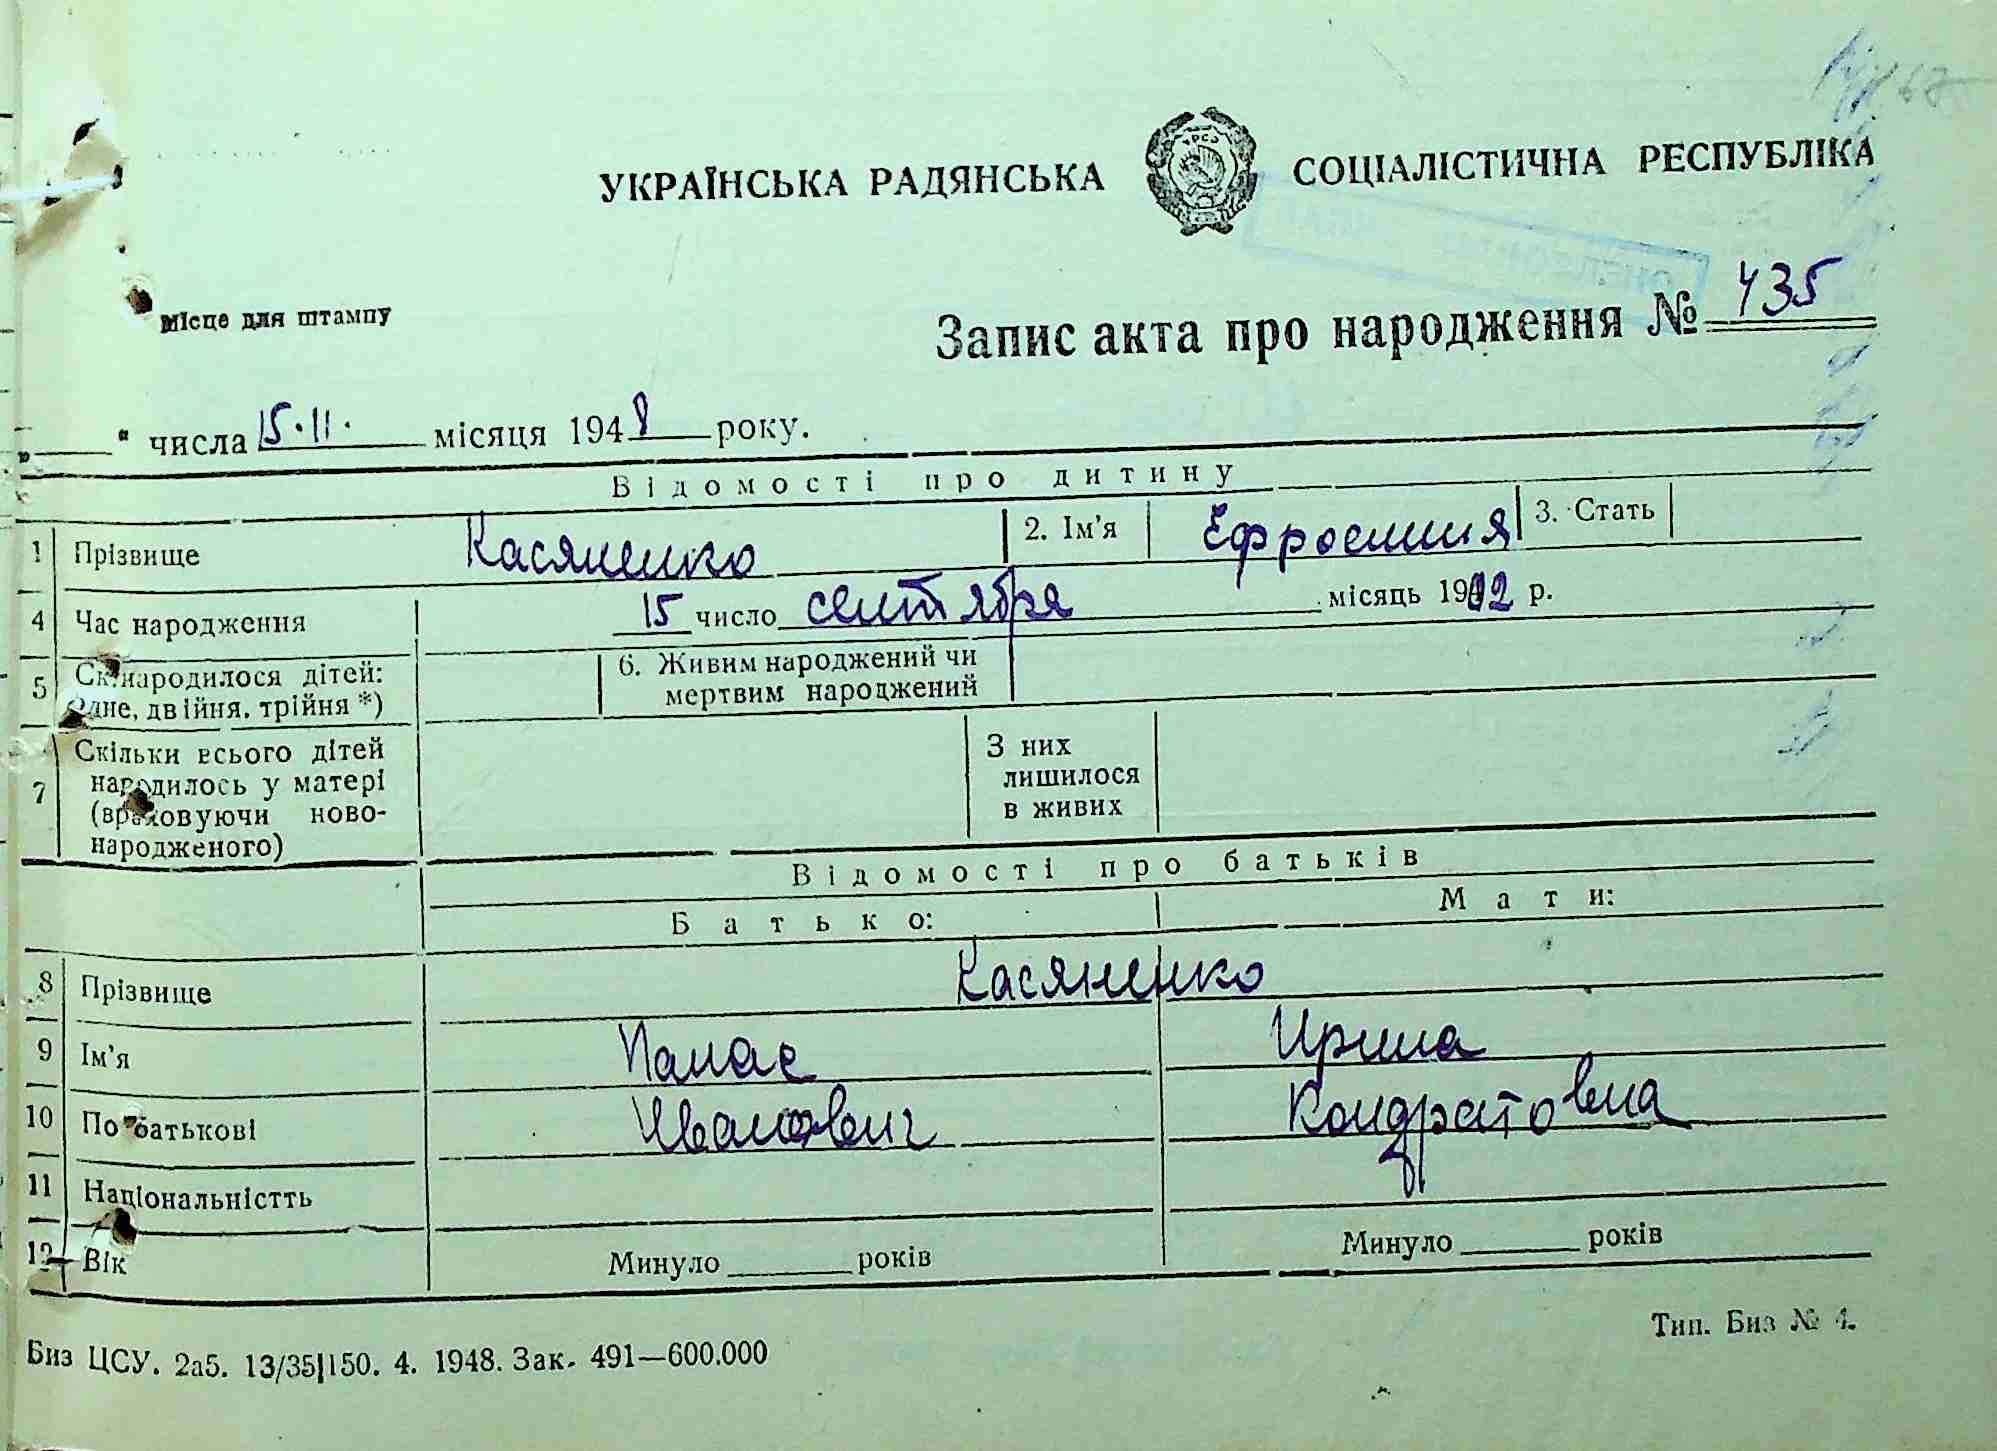 УКРАЇНСЬКА РАДЯНСЬКА СОЦІАЛІСТИЧНА РЕСПУБЛІКА
Місце для штампу
Запис акта про народження № 435
„ “ числа 15.11. місяця 1948 року.
Відомості про дитину
1 Прізвище Касяненко 2. Ім’я Ефросиния 3. Стать
4 Час народження 15 число сентября місяць 1912 р.
5 Ск. народилося дітей: 6. Живим народжений чи
Одне, двійня, трійня *) мертвим народжений
Скільки всього дітей З них
7 народилось у матері лишилося
(враховуючи ново- в живих
народженого)
Відомості про батьків
Батько: Мати:
8 Прізвище Касяненко
9 Ім’я Панас Ирина
10 По батькові Иванович Кондратовна
11 Національністть
12 Вік Минуло років Минуло років
Биз ЦСУ. 2а5. 13/35|150. 4. 1948. Зак. 491—600.000 Тип. Биз № 4.